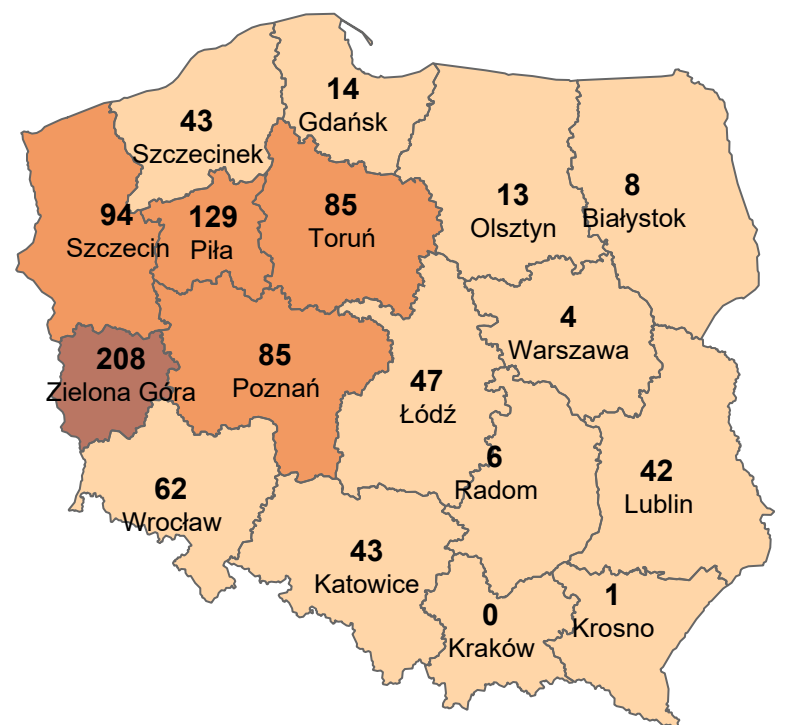 14
Gdańsk
43
Szczecinek
13
Olsztyn
8
Białystok
94
Szczecin
129
Piła
85
Toruń
4
Warszawa
208
Zielona Góra
85
Poznań
47
Łódź
6
Radom
42
Lublin
62
Wrocław
43
Katowice
0
Kraków
1
Krosno